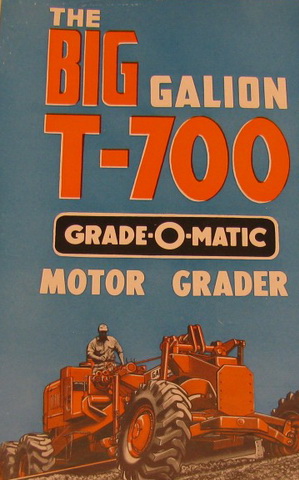 THE
BIG GALION
T-700
GRADE-O-MATIC
MOTOR GRADER